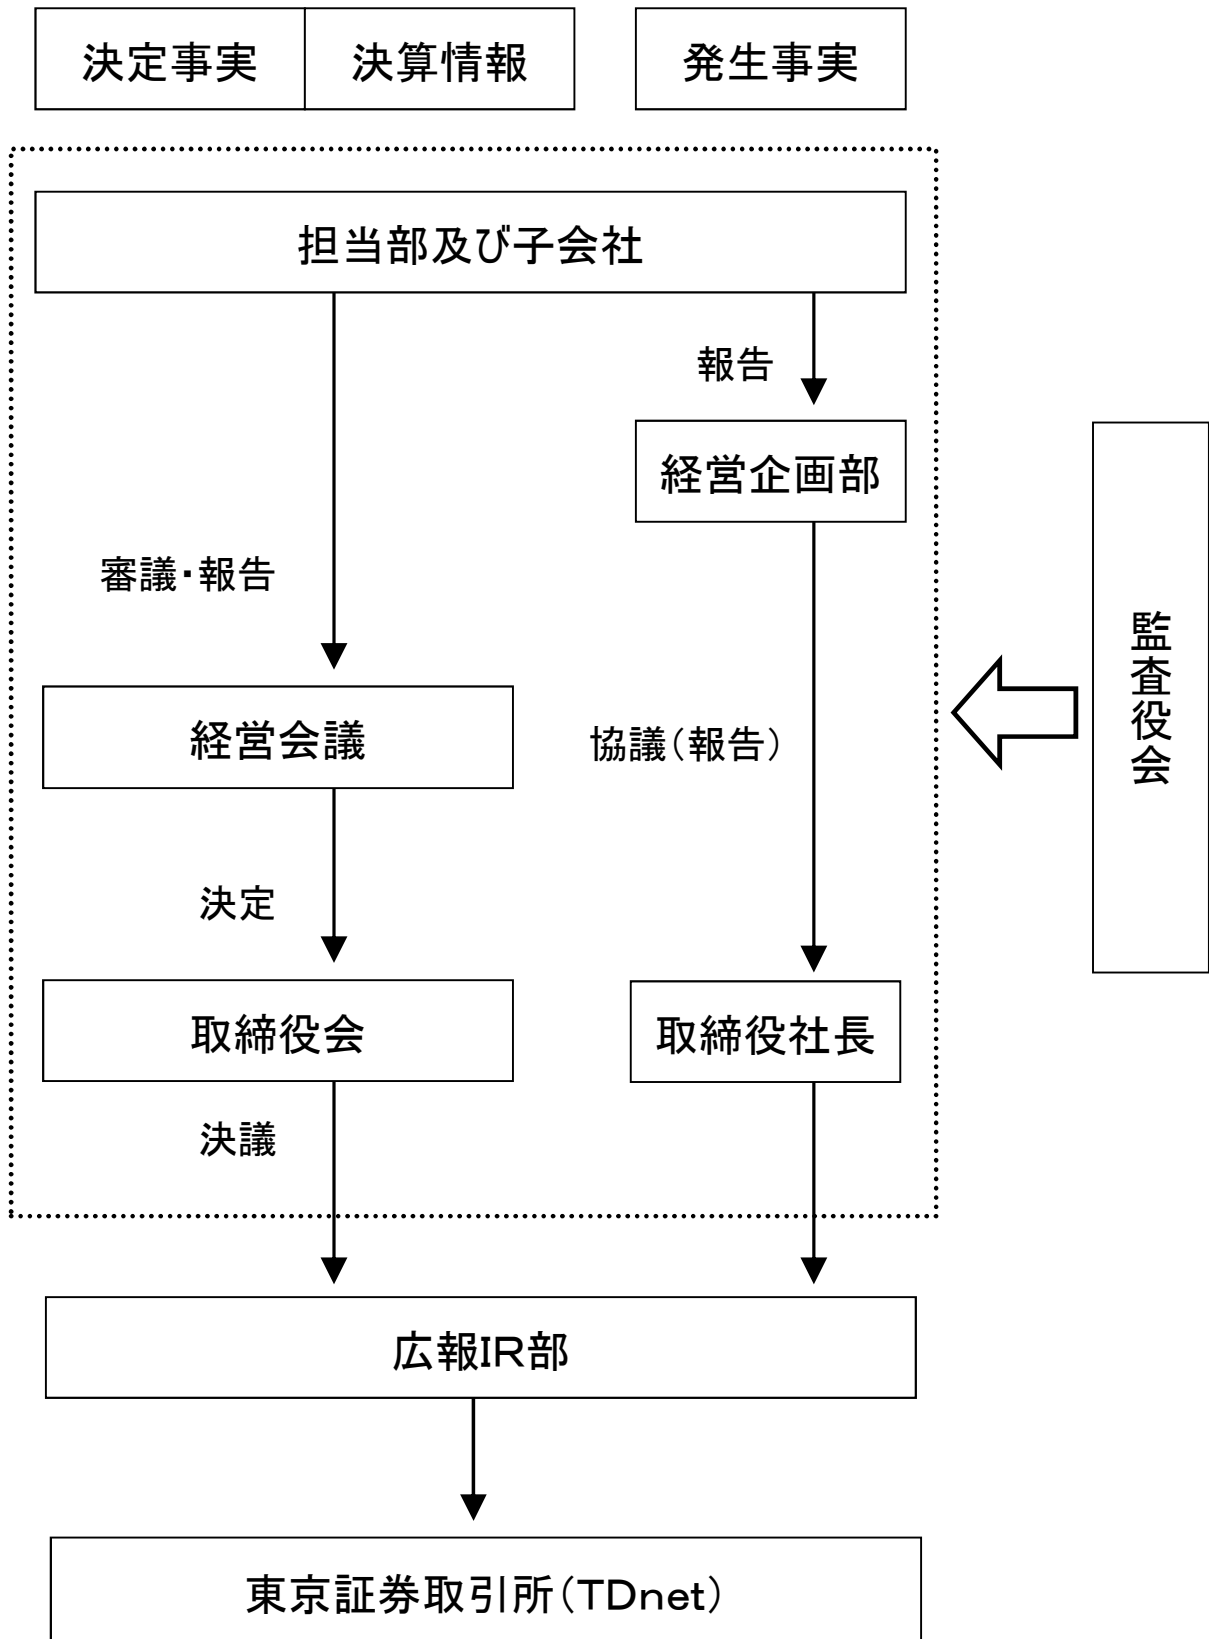 決定事実
決算情報
発生事実
担当部及び子会社
報告
経営企画部
審議・報告
監査役会
経営会議
協議(報告)
決定
取締役会
取締役社長
決議
広報IR部
東京証券取引所(TDnet)